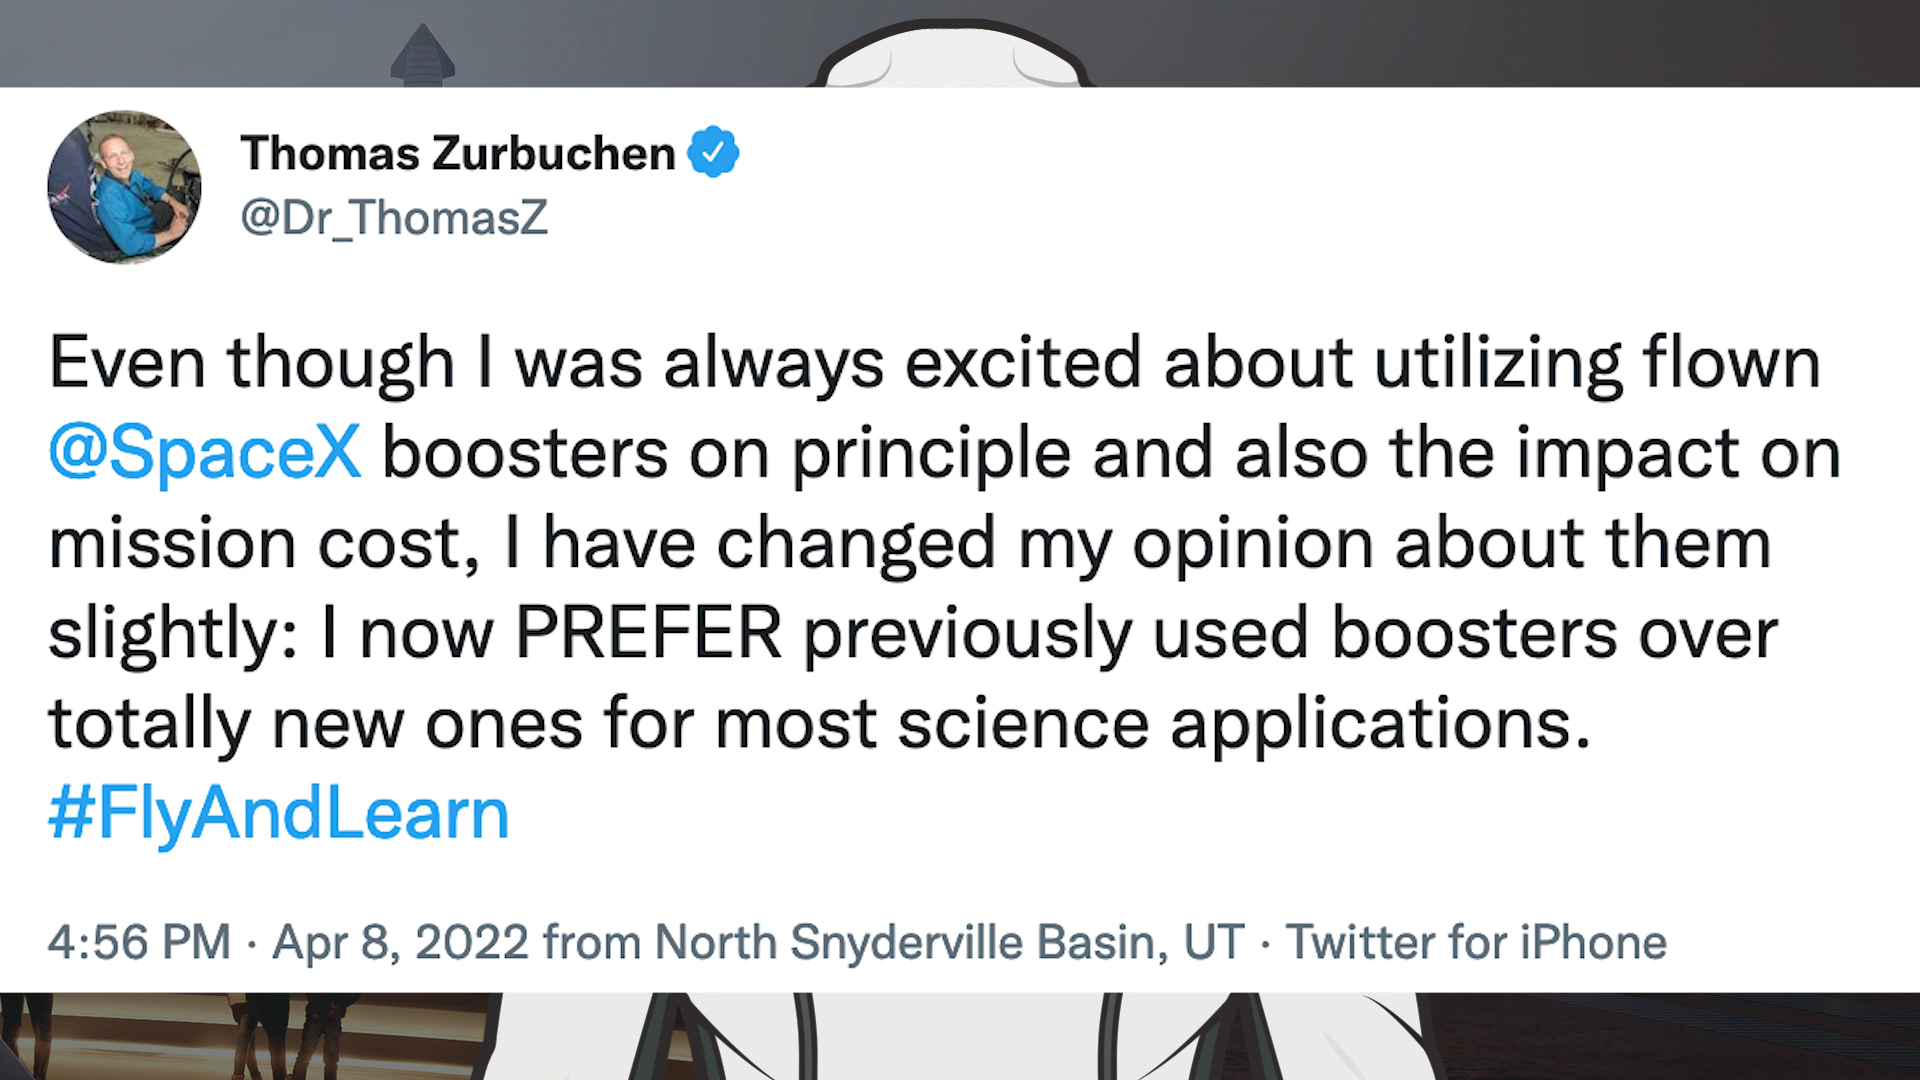 Thomas Zurbuchen
@Dr_ThomasZ
Even though I was always excited about utilizing flown
@SpaceX boosters on principle and also the impact on
mission cost, I have changed my opinion about them
slightly: I now PREFER previously used boosters over
totally new ones for most science applications.
#FlyAndLearn
4:56 PM · Apr 8, 2022 from North Snyderville Basin, UT · Twitter for iPhone